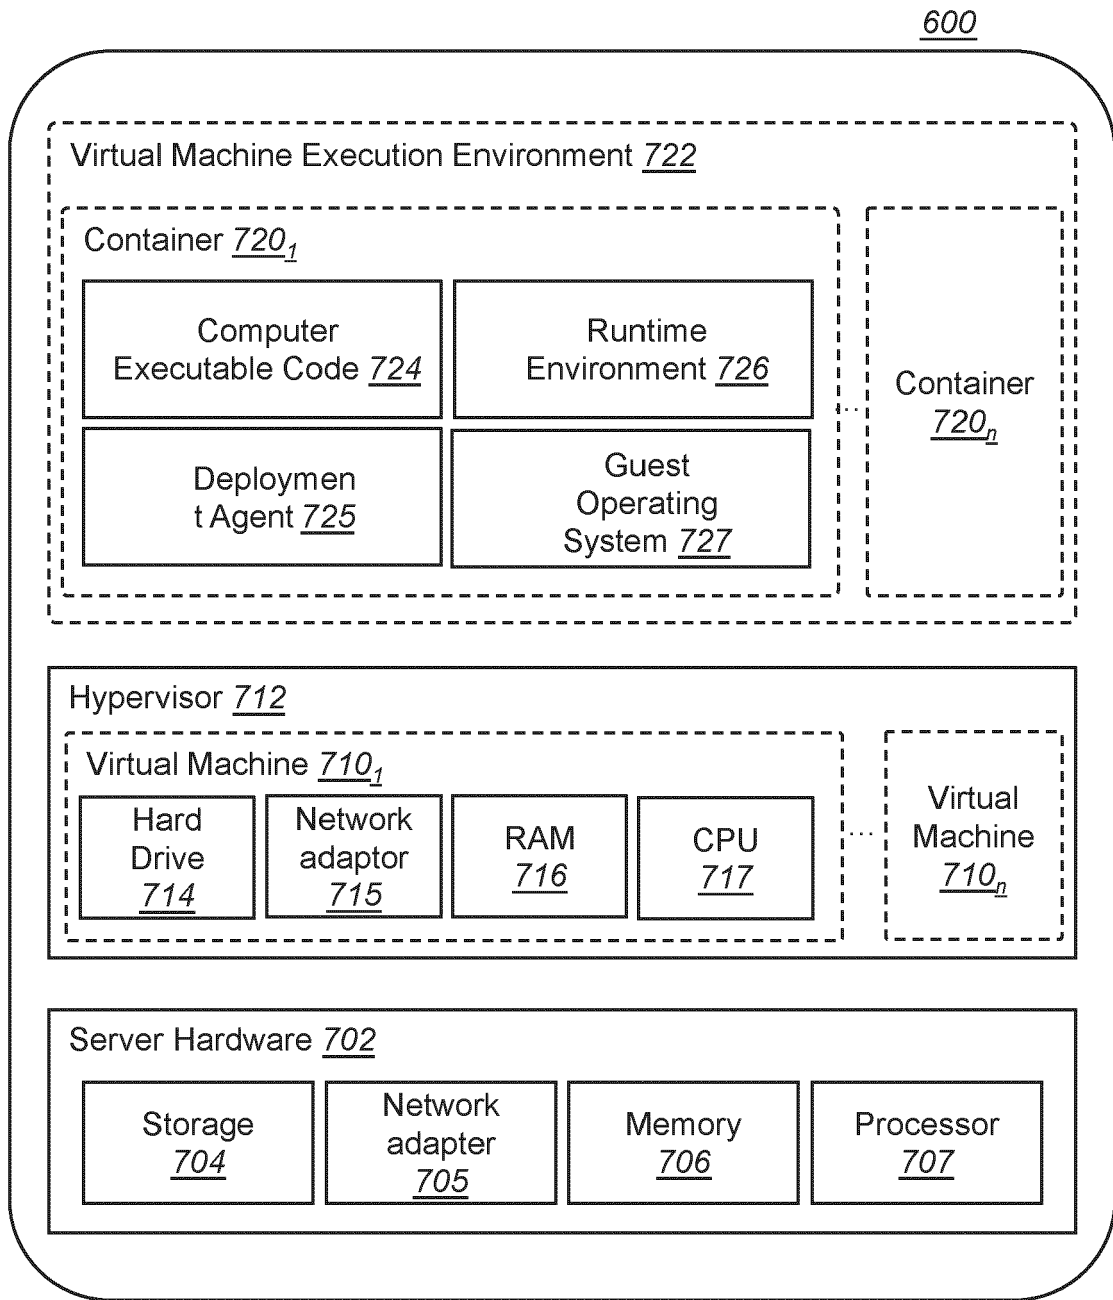 600
Virtual Machine Execution Environment 722
Container 720₁
Computer
Executable Code 724
Runtime
Environment 726
Deploymen
t Agent 725
Guest
Operating
System 727
...
Container
720ₙ
Hypervisor 712
Virtual Machine 710₁
Hard
Drive
714
Network
adaptor
715
RAM
716
CPU
717
...
Virtual
Machine
710ₙ
Server Hardware 702
Storage
704
Network
adapter
705
Memory
706
Processor
707